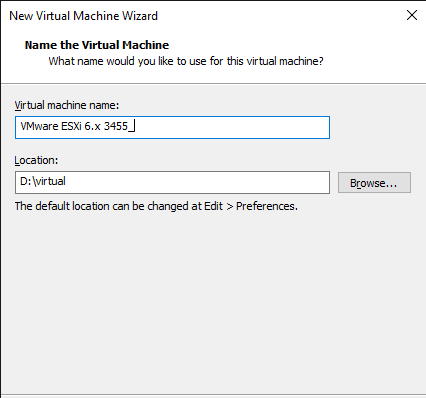 New Virtual Machine Wizard
Name the Virtual Machine
What name would you like to use for this virtual machine?
Virtual machine name:
VMware ESXi 6.x 3455_
Location:
D:\virtual
Browse...
The default location can be changed at Edit > Preferences.